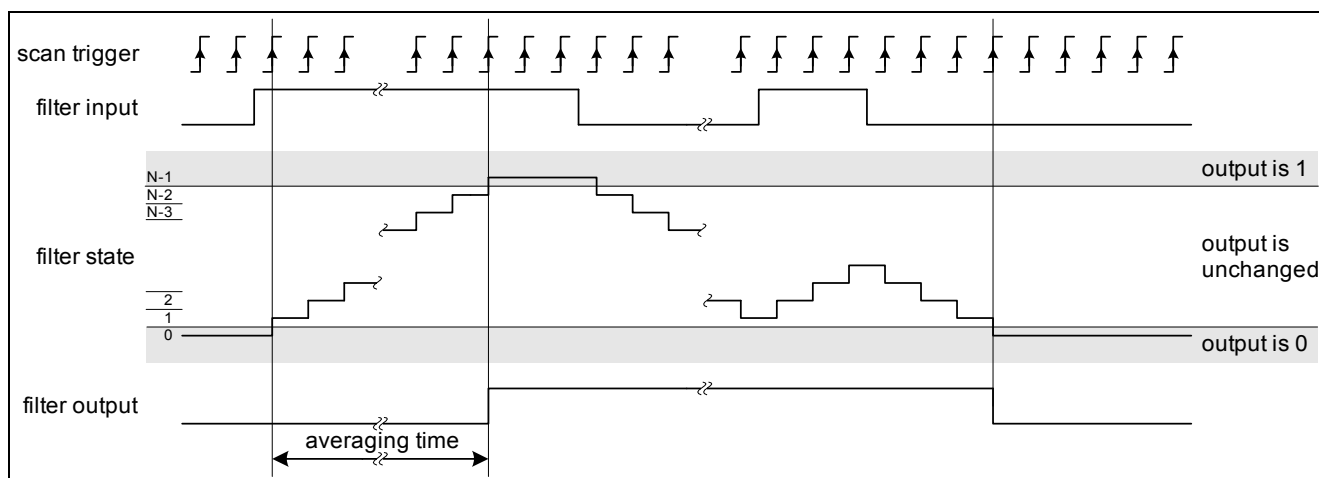 scan trigger
filter input
output is 1
N-1
N-2
N-3
filter state
output is
unchanged
2
1
0
output is 0
filter output
averaging time